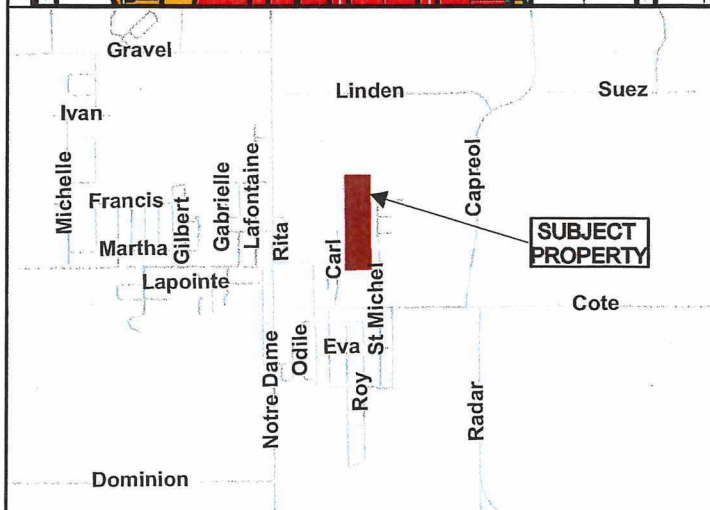 Gravel
Linden
Suez
Ivan
Michelle
Francis
Gilbert
Gabrielle
Lafontaine
Rita
Capreol
Martha
Lapointe
Carl
St Michel
SUBJECT
PROPERTY
Cote
Notre-Dame
Odile
Eva
Roy
Radar
Dominion